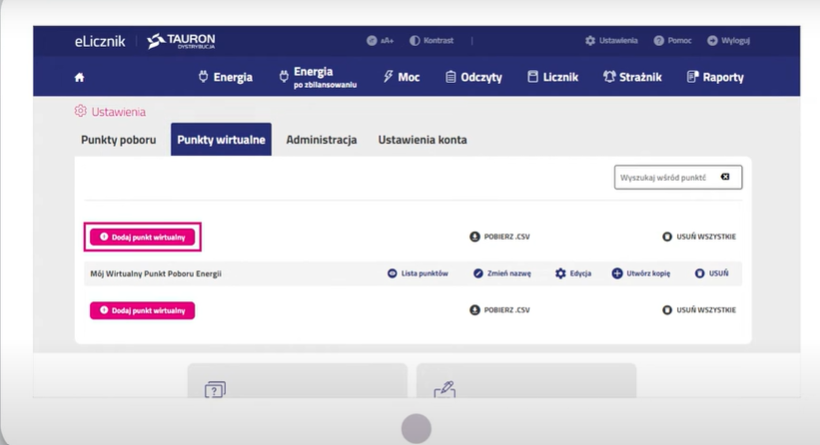 eLicznik
TAURON
DYSTRYBUCJA
aA+
Kontrast
Ustawienia
Pomoc
Wyloguj
Energia
Energia
po zbilansowaniu
Moc
Odczyty
Licznik
Strażnik
Raporty
Ustawienia
Punkty poboru
Punkty wirtualne
Administracja
Ustawienia konta
Wyszukaj wśród punktć
Dodaj punkt wirtualny
POBIERZ .CSV
USUŃ WSZYSTKIE
Mój Wirtualny Punkt Poboru Energii
Lista punktów
Zmień nazwę
Edycja
Utwórz kopię
USUŃ
Dodaj punkt wirtualny
POBIERZ .CSV
USUŃ WSZYSTKIE